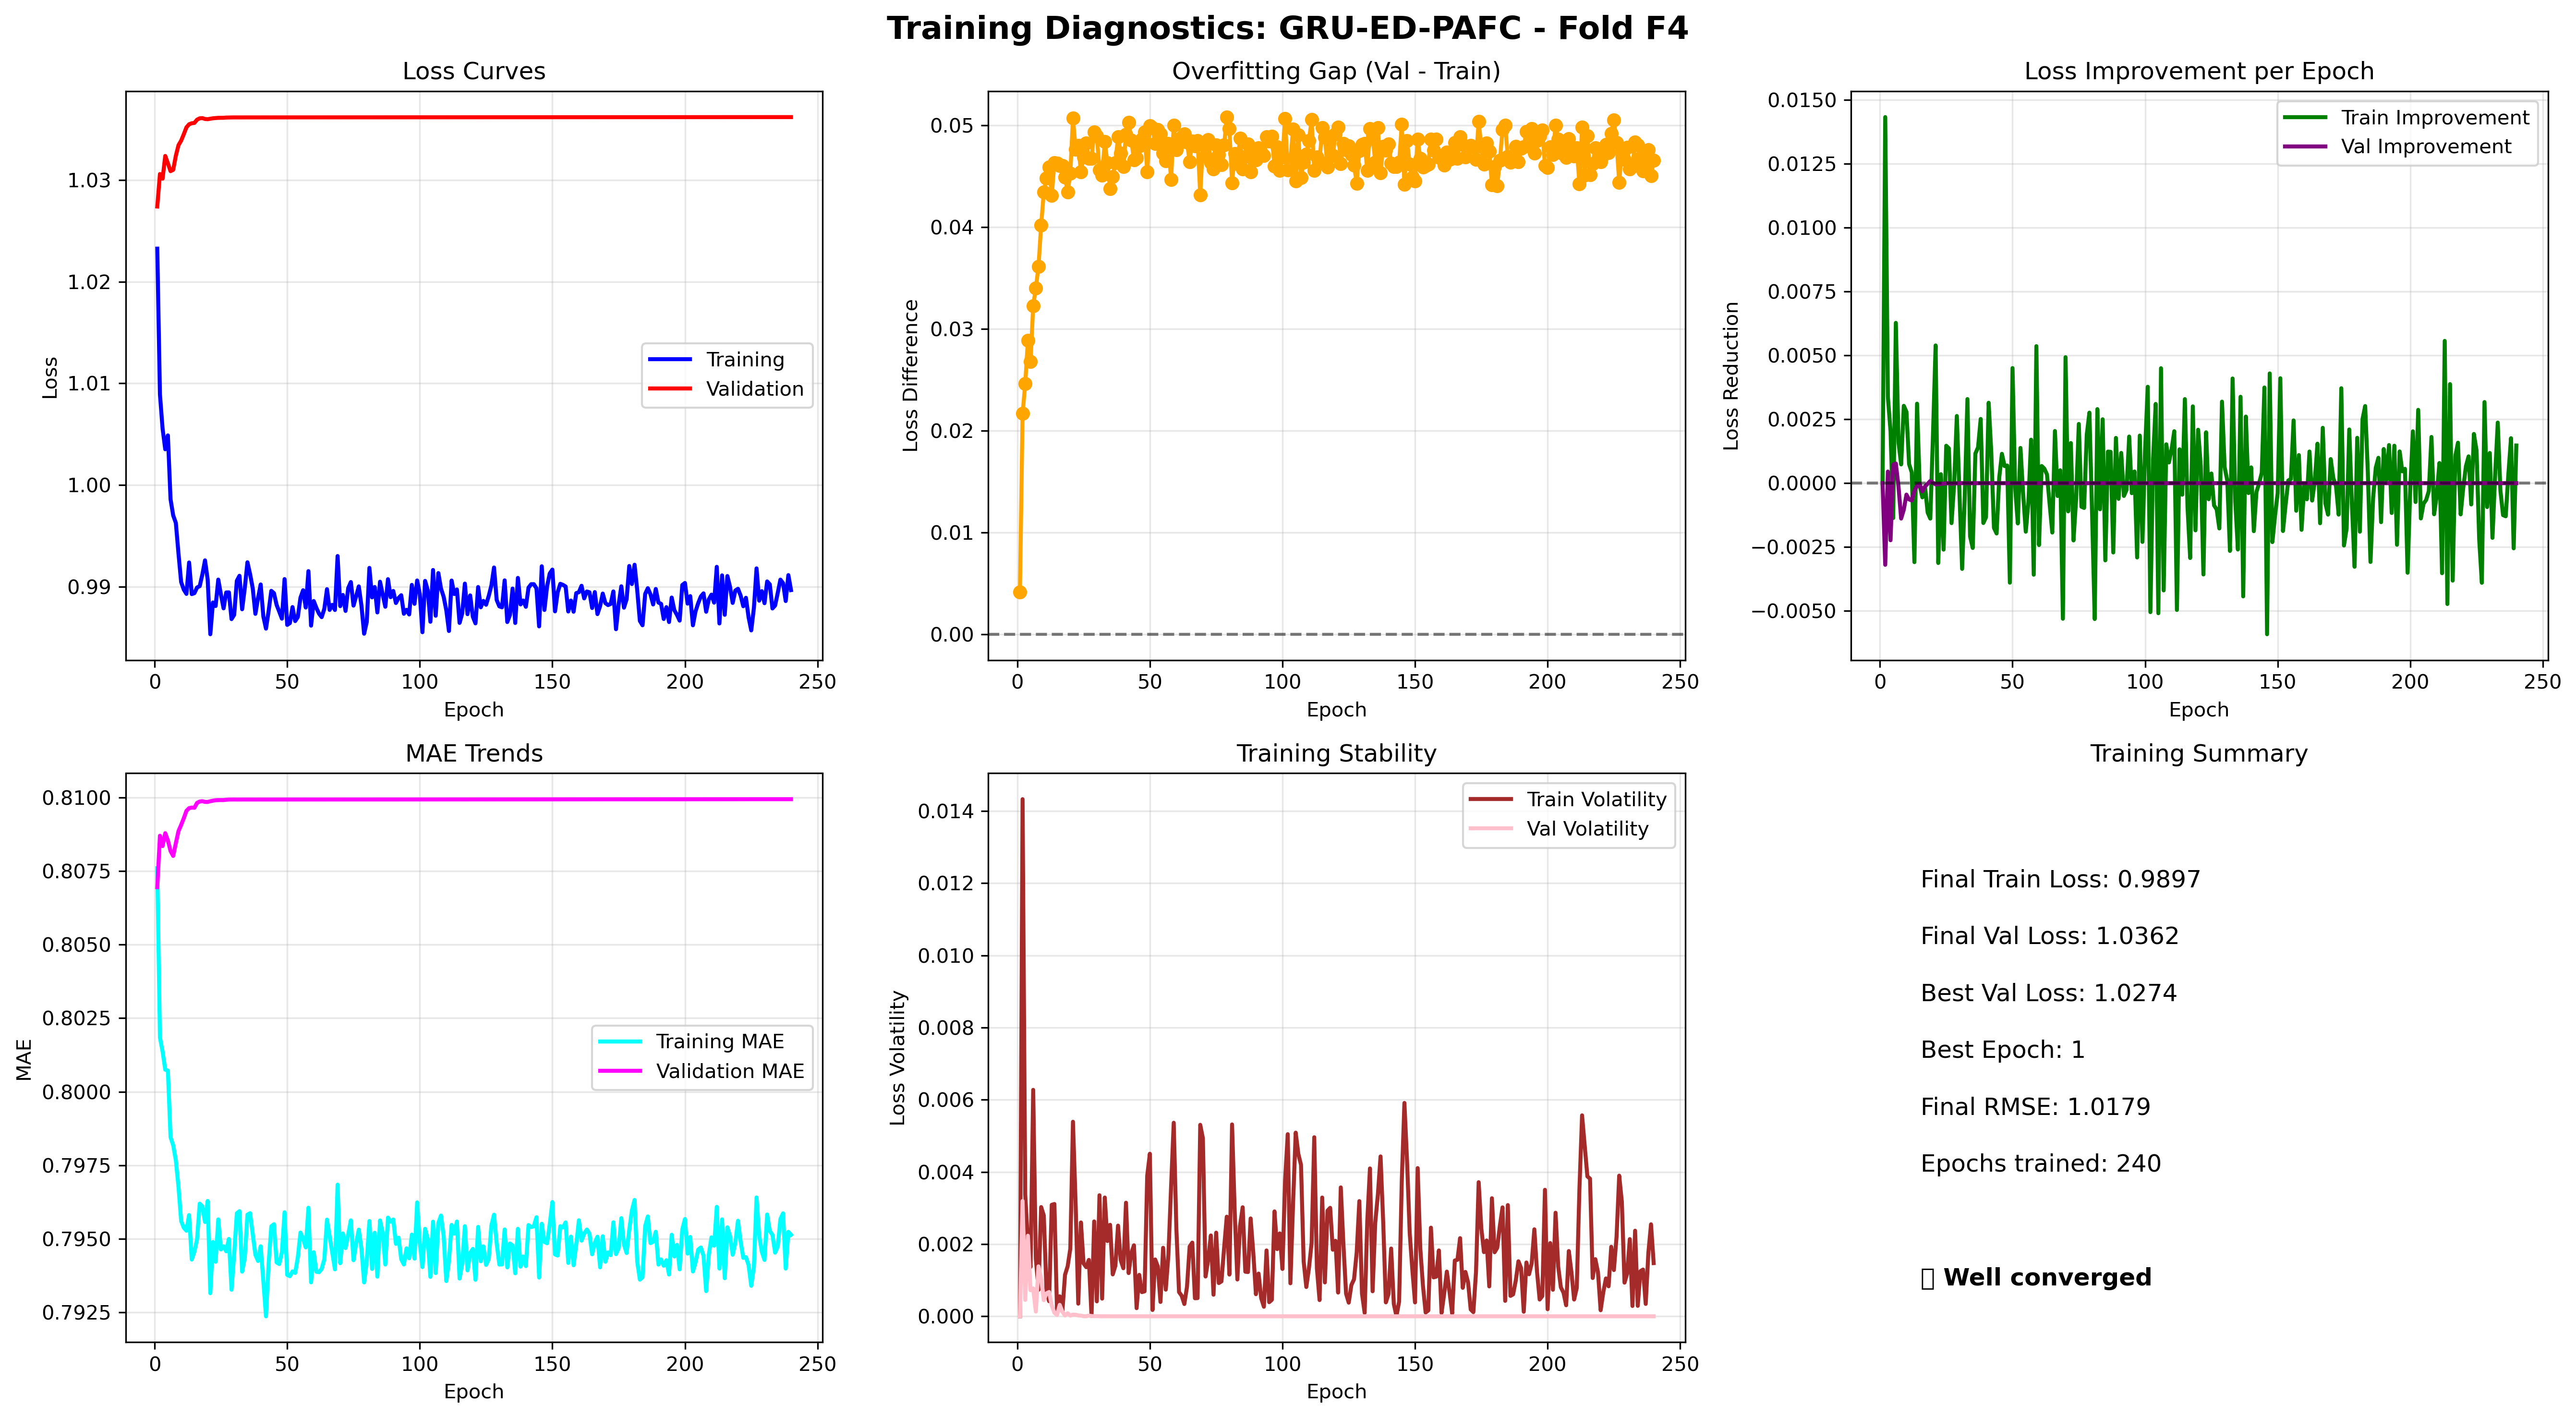 Training Diagnostics: GRU-ED-PAFC - Fold F4
Loss Curves
Loss
1.03
1.02
1.01
1.00
0.99
Training
Validation
0 50 100 150 200 250
Epoch
Overfitting Gap (Val - Train)
Loss Difference
0.05
0.04
0.03
0.02
0.01
0.00
0 50 100 150 200 250
Epoch
Loss Improvement per Epoch
Loss Reduction
0.0150
0.0125
0.0100
0.0075
0.0050
0.0025
0.0000
−0.0025
−0.0050
Train Improvement
Val Improvement
0 50 100 150 200 250
Epoch
MAE Trends
MAE
0.8100
0.8075
0.8050
0.8025
0.8000
0.7975
0.7950
0.7925
Training MAE
Validation MAE
0 50 100 150 200 250
Epoch
Training Stability
Loss Volatility
0.014
0.012
0.010
0.008
0.006
0.004
0.002
0.000
Train Volatility
Val Volatility
0 50 100 150 200 250
Epoch
Training Summary
Final Train Loss: 0.9897
Final Val Loss: 1.0362
Best Val Loss: 1.0274
Best Epoch: 1
Final RMSE: 1.0179
Epochs trained: 240
Well converged